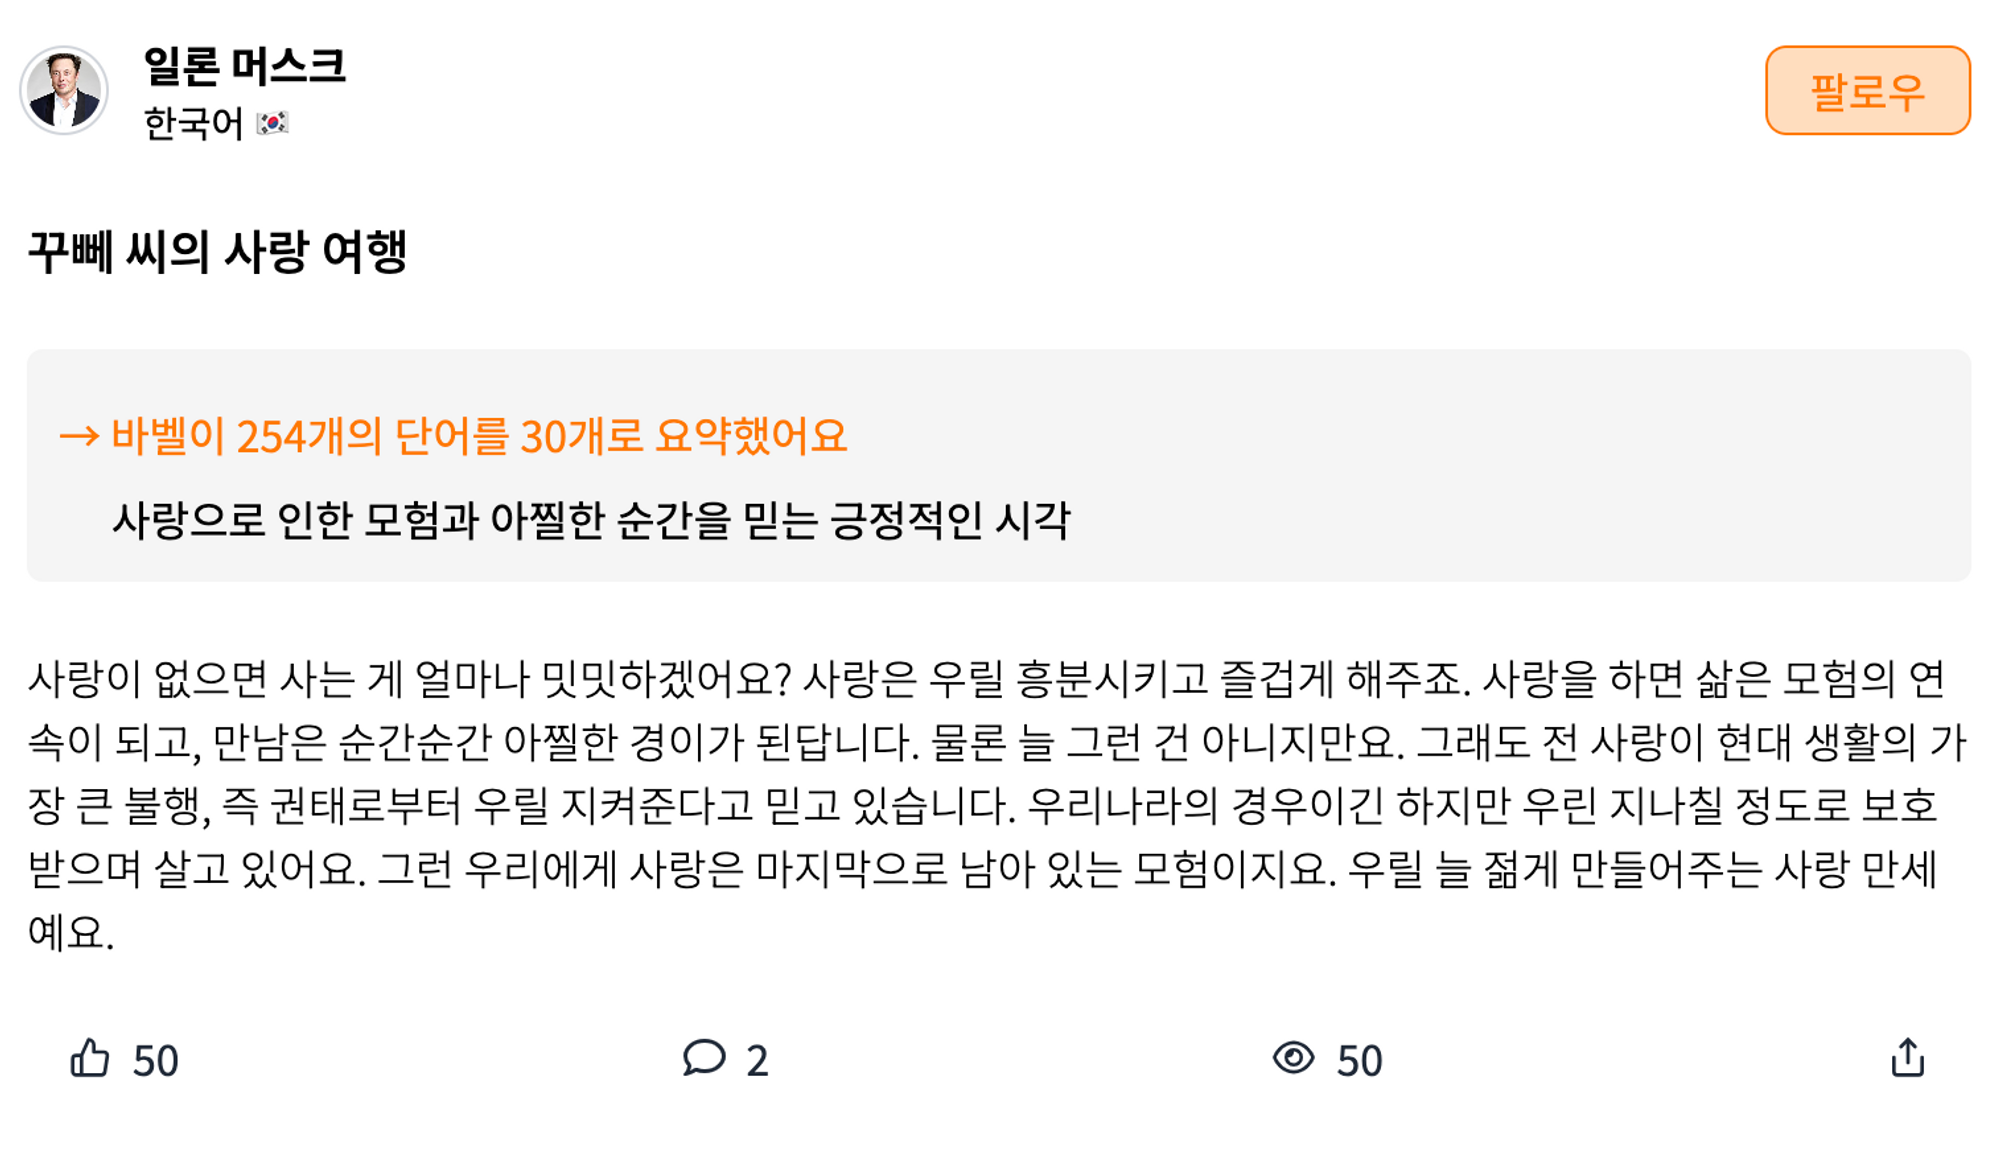 일론 머스크
한국어
팔로우
꾸뻬 씨의 사랑 여행
→ 바벨이 254개의 단어를 30개로 요약했어요
사랑으로 인한 모험과 아찔한 순간을 믿는 긍정적인 시각
사랑이 없으면 사는 게 얼마나 밋밋하겠어요? 사랑은 우릴 흥분시키고 즐겁게 해주죠. 사랑을 하면 삶은 모험의 연
속이 되고, 만남은 순간순간 아찔한 경이가 된답니다. 물론 늘 그런 건 아니지만요. 그래도 전 사랑이 현대 생활의 가
장 큰 불행, 즉 권태로부터 우릴 지켜준다고 믿고 있습니다. 우리나라의 경우이긴 하지만 우린 지나칠 정도로 보호
받으며 살고 있어요. 그런 우리에게 사랑은 마지막으로 남아 있는 모험이지요. 우릴 늘 젊게 만들어주는 사랑 만세
예요.
50
2
50